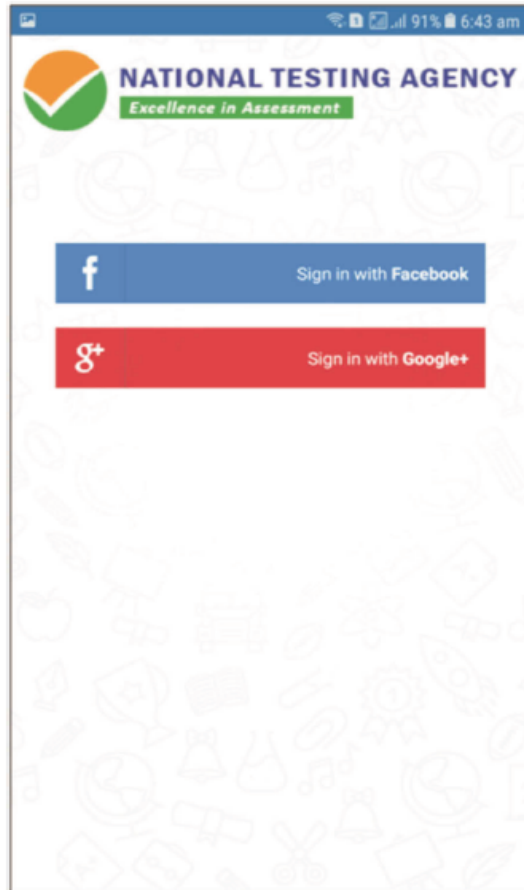 91% 6:43 am
NATIONAL TESTING AGENCY
Excellence in Assessment
f Sign in with Facebook
g+ Sign in with Google+